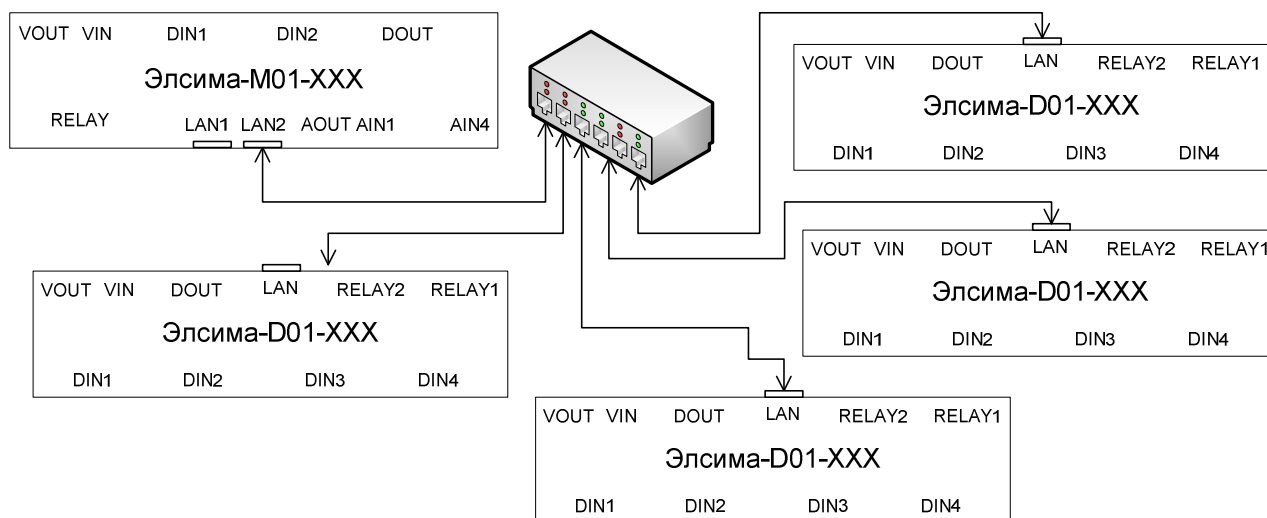 VOUT VIN DIN1 DIN2 DOUT
Элсима-M01-XXX
RELAY LAN1 LAN2 AOUT AIN1 AIN4
VOUT VIN DOUT LAN RELAY2 RELAY1
Элсима-D01-XXX
DIN1 DIN2 DIN3 DIN4
VOUT VIN DOUT LAN RELAY2 RELAY1
Элсима-D01-XXX
DIN1 DIN2 DIN3 DIN4
VOUT VIN DOUT LAN RELAY2 RELAY1
Элсима-D01-XXX
DIN1 DIN2 DIN3 DIN4
VOUT VIN DOUT LAN RELAY2 RELAY1
Элсима-D01-XXX
DIN1 DIN2 DIN3 DIN4